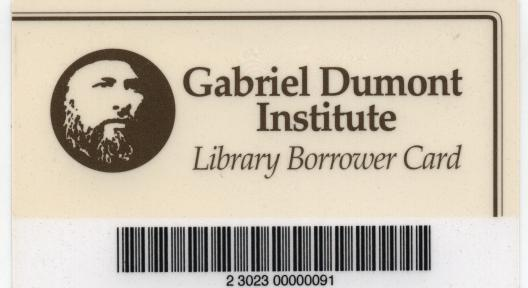 Gabriel Dumont
Institute
Library Borrower Card
2 3023 00000091